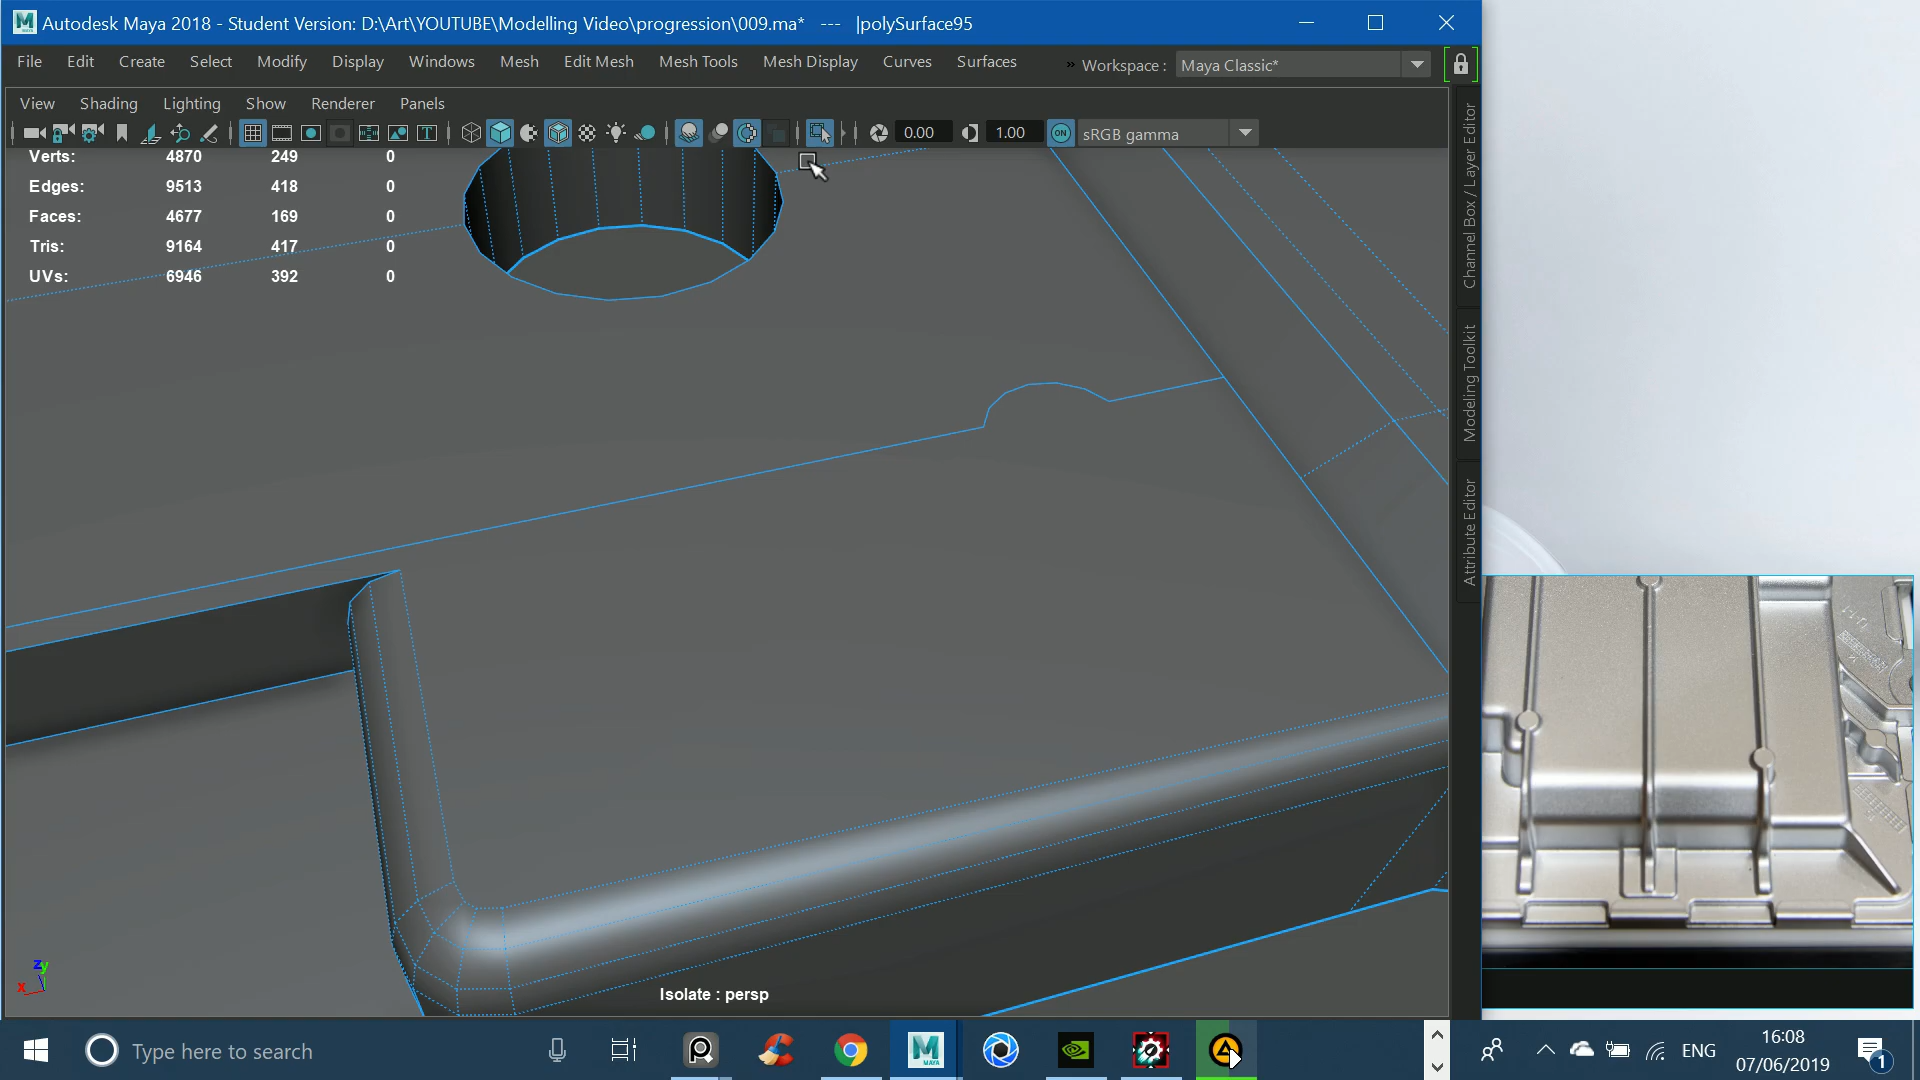 Autodesk Maya 2018 - Student Version: D:\Art\YOUTUBE\Modelling Video\progression\009.ma* --- |polySurface95
File Edit Create Select Modify Display Windows Mesh Edit Mesh Mesh Tools Mesh Display Curves Surfaces » Workspace : Maya Classic*
View Shading Lighting Show Renderer Panels
0.00 1.00 ON sRGB gamma
Verts: 4870 249 0
Edges: 9513 418 0
Faces: 4677 169 0
Tris: 9164 417 0
UVs: 6946 392 0
Channel Box / Layer Editor
Modeling Toolkit
Attribute Editor
zy
x
Isolate : persp
Type here to search
ENG
16:08
07/06/2019
1